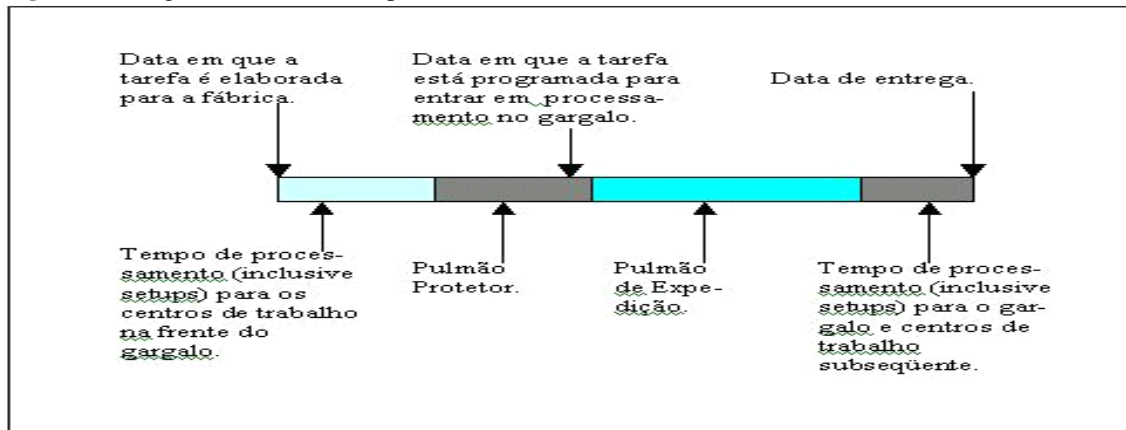 Data em que a
tarefa é elaborada
para a fábrica.
Data em que a tarefa
está programada para
entrar em processa-
mento no gargalo.
Data de entrega.
Tempo de proces-
samento (inclusive
setups) para os
centros de trabalho
na frente do
gargalo.
Pulmão
Protetor.
Pulmão
de Expe-
dição.
Tempo de proces-
samento (inclusive
setups) para o gar-
galo e centros de
trabalho
subseqüente.